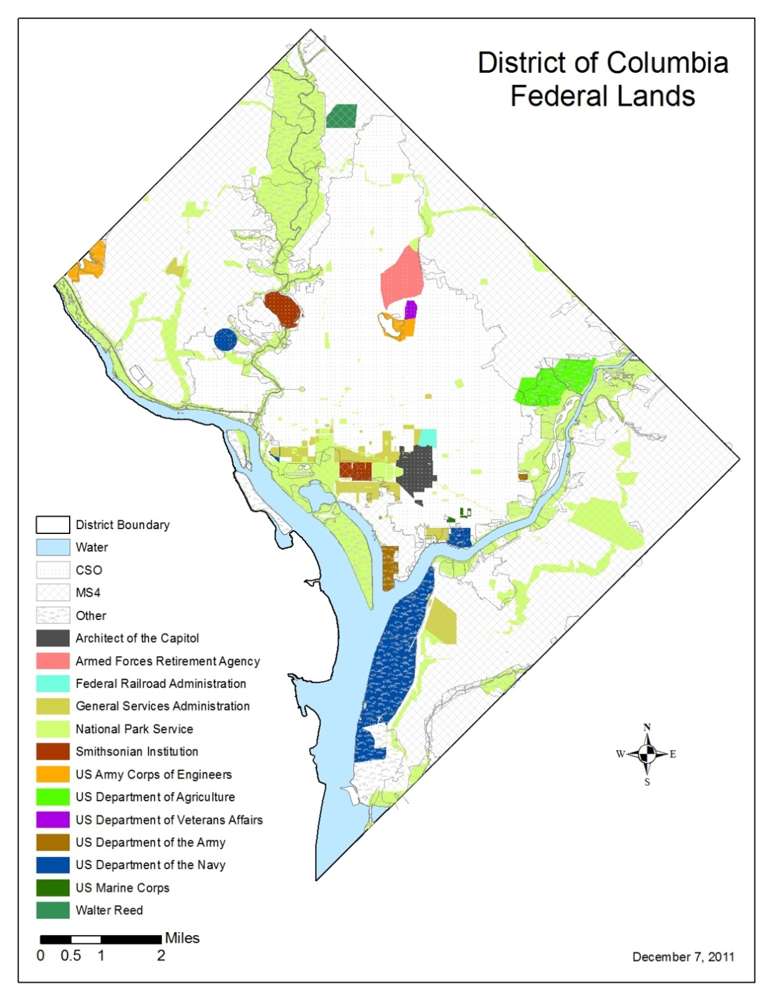 District of Columbia
Federal Lands
District Boundary
Water
CSO
MS4
Other
Architect of the Capitol
Armed Forces Retirement Agency
Federal Railroad Administration
General Services Administration
National Park Service
Smithsonian Institution
US Army Corps of Engineers
US Department of Agriculture
US Department of Veterans Affairs
US Department of the Army
US Department of the Navy
US Marine Corps
Walter Reed
Miles
0 0.5 1 2
N
W E
S
December 7, 2011